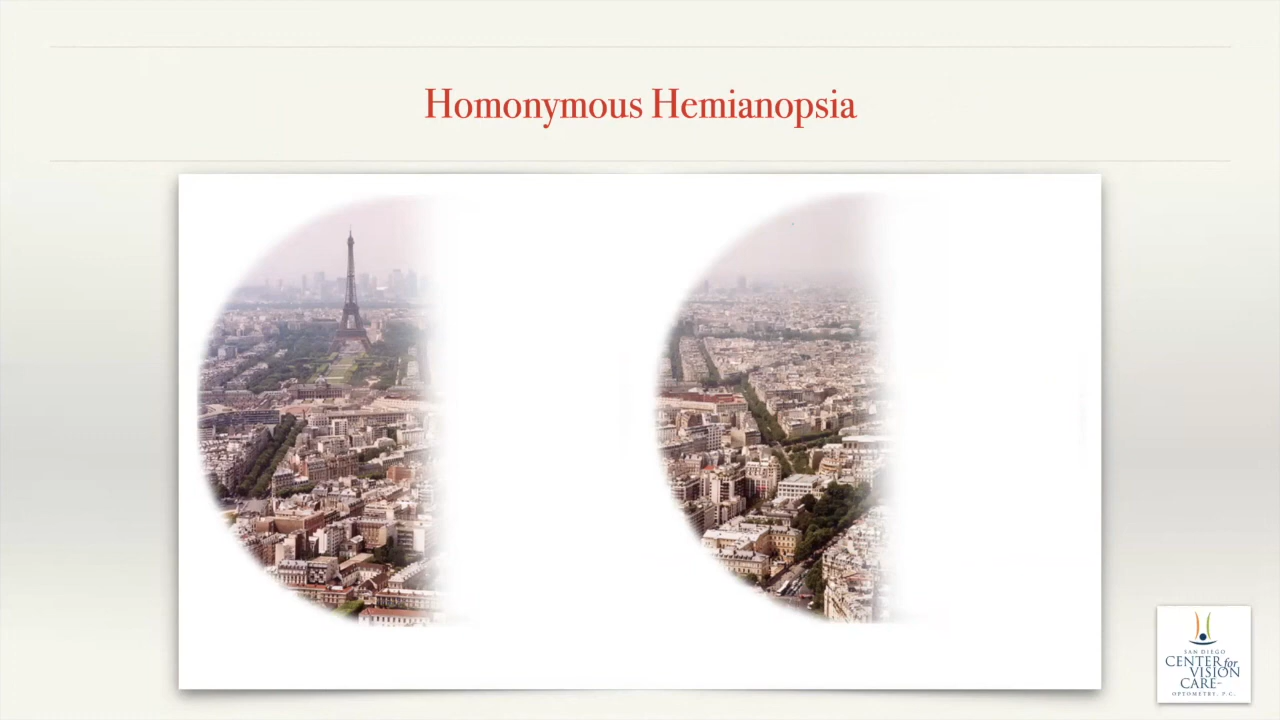 Homonymous Hemianopsia
SAN DIEGO
CENTER for
VISION
CARE
OPTOMETRY, P.C.